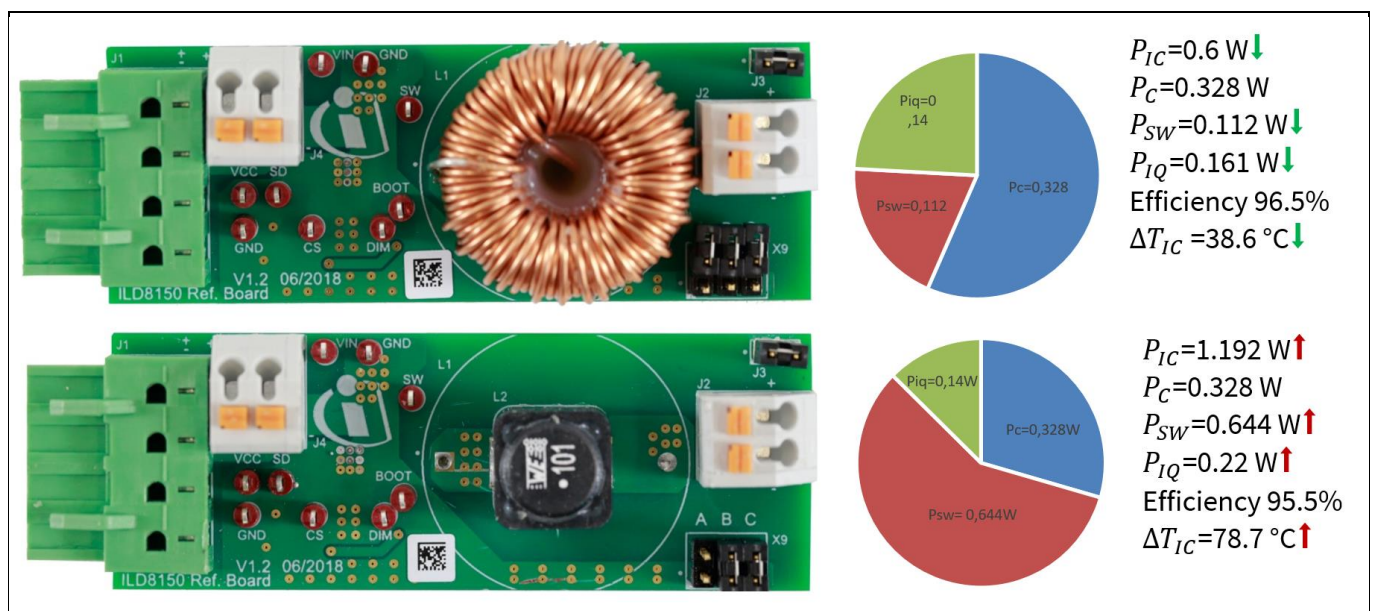 J1
VIN
GND
L1
J3
SW
J2
J4
VCC
SD
BOOT
GND
CS
DIM
X9
V1.2 06/2018
ILD8150 Ref. Board
Piq=0
,14
Psw=0,112
Pc=0,328
P_IC=0.6 W↓
P_C=0.328 W
P_SW=0.112 W↓
P_IQ=0.161 W↓
Efficiency 96.5%
ΔT_IC =38.6 °C↓
J1
VIN
GND
L1
J3
SW
L2
J2
J4
101
VCC
SD
BOOT
GND
CS
DIM
A B C
X9
V1.2 06/2018
ILD8150 Ref. Board
Piq=0,14W
Pc=0,328W
Psw= 0,644W
P_IC=1.192 W↑
P_C=0.328 W
P_SW=0.644 W↑
P_IQ=0.22 W↑
Efficiency 95.5%
ΔT_IC=78.7 °C↑